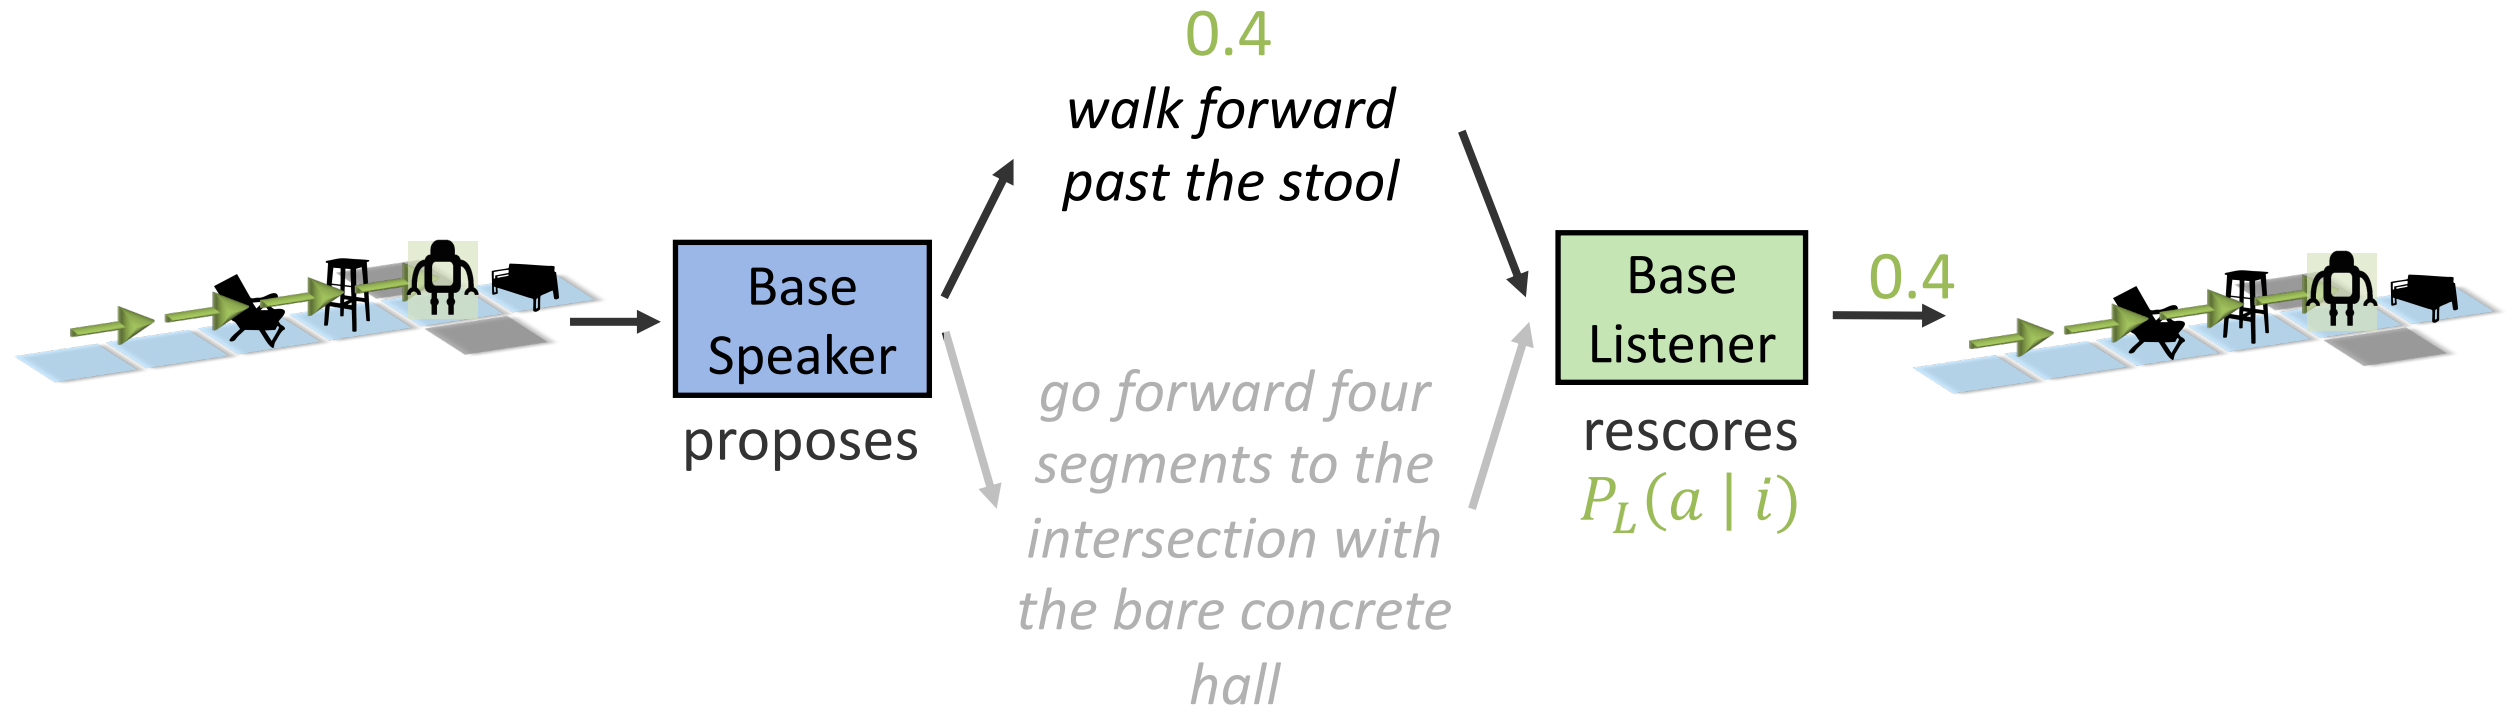 0.4
walk forward
past the stool
Base
Speaker
proposes
go forward four
segments to the
intersection with
the bare concrete
hall
Base
Listener
rescores
P_L(a | i)
0.4